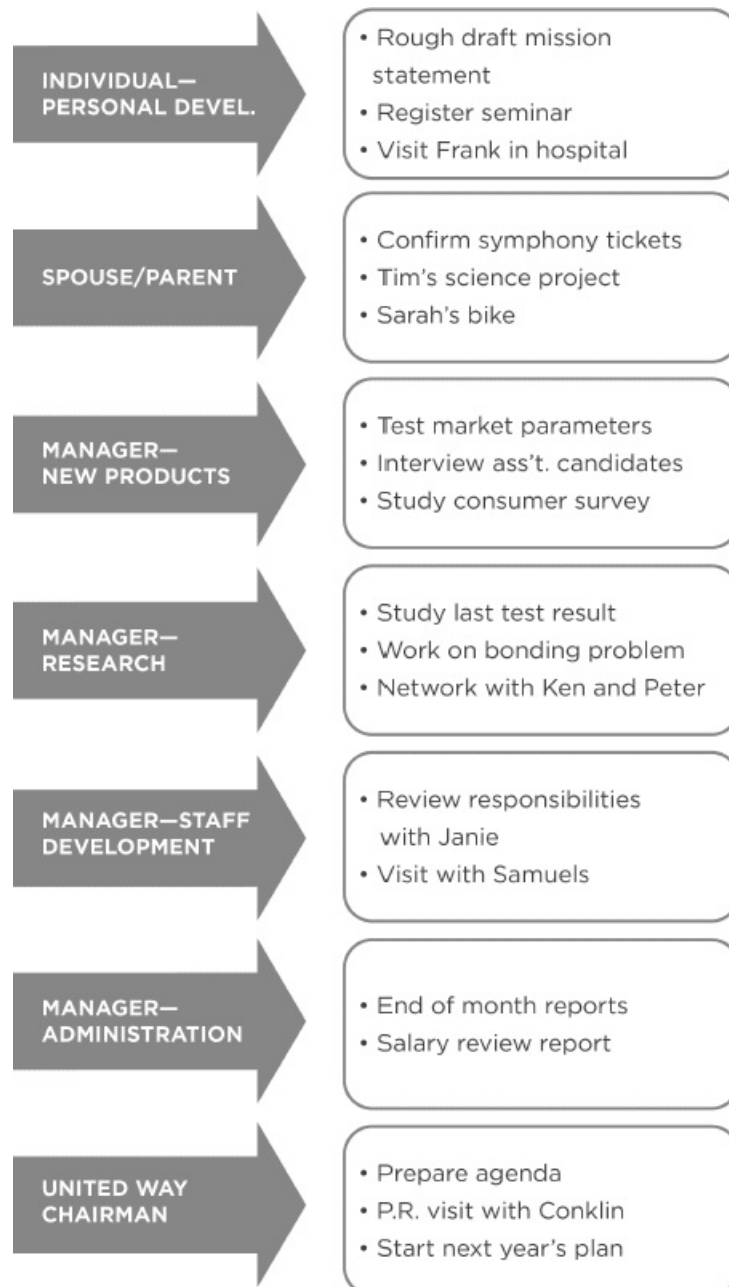 INDIVIDUAL—
PERSONAL DEVEL.
• Rough draft mission
statement
• Register seminar
• Visit Frank in hospital
SPOUSE/PARENT
• Confirm symphony tickets
• Tim's science project
• Sarah's bike
MANAGER—
NEW PRODUCTS
• Test market parameters
• Interview ass't. candidates
• Study consumer survey
MANAGER—
RESEARCH
• Study last test result
• Work on bonding problem
• Network with Ken and Peter
MANAGER—STAFF
DEVELOPMENT
• Review responsibilities
with Janie
• Visit with Samuels
MANAGER—
ADMINISTRATION
• End of month reports
• Salary review report
UNITED WAY
CHAIRMAN
• Prepare agenda
• P.R. visit with Conklin
• Start next year's plan